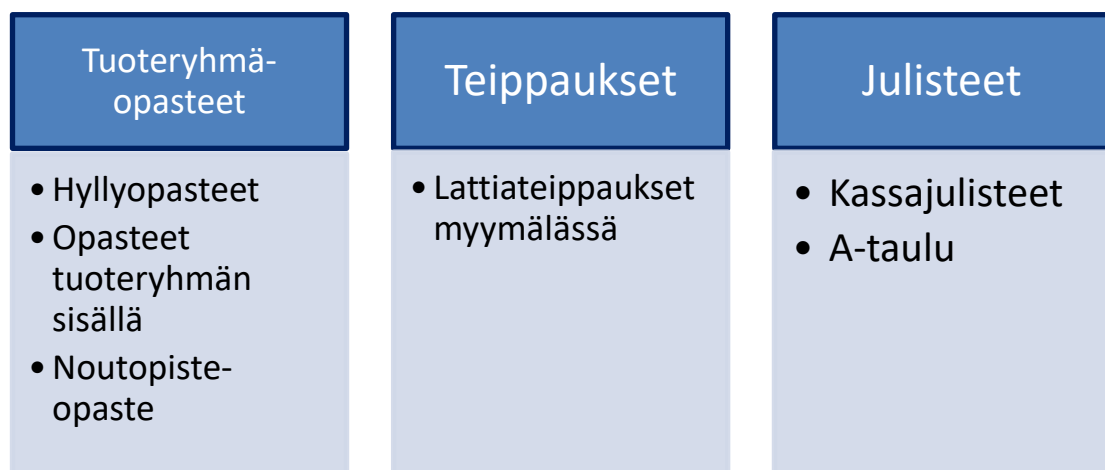 Tuoteryhmä-
opasteet
• Hyllyopasteet
• Opasteet
tuoteryhmän
sisällä
• Noutopiste-
opaste
Teippaukset
• Lattiateippaukset
myymälässä
Julisteet
• Kassajulisteet
• A-taulu